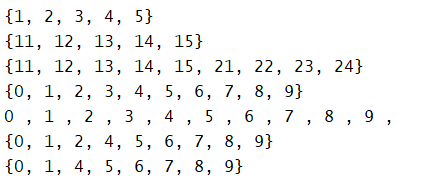 {1, 2, 3, 4, 5}
{11, 12, 13, 14, 15}
{11, 12, 13, 14, 15, 21, 22, 23, 24}
{0, 1, 2, 3, 4, 5, 6, 7, 8, 9}
0 , 1 , 2 , 3 , 4 , 5 , 6 , 7 , 8 , 9 ,
{0, 1, 2, 4, 5, 6, 7, 8, 9}
{0, 1, 4, 5, 6, 7, 8, 9}